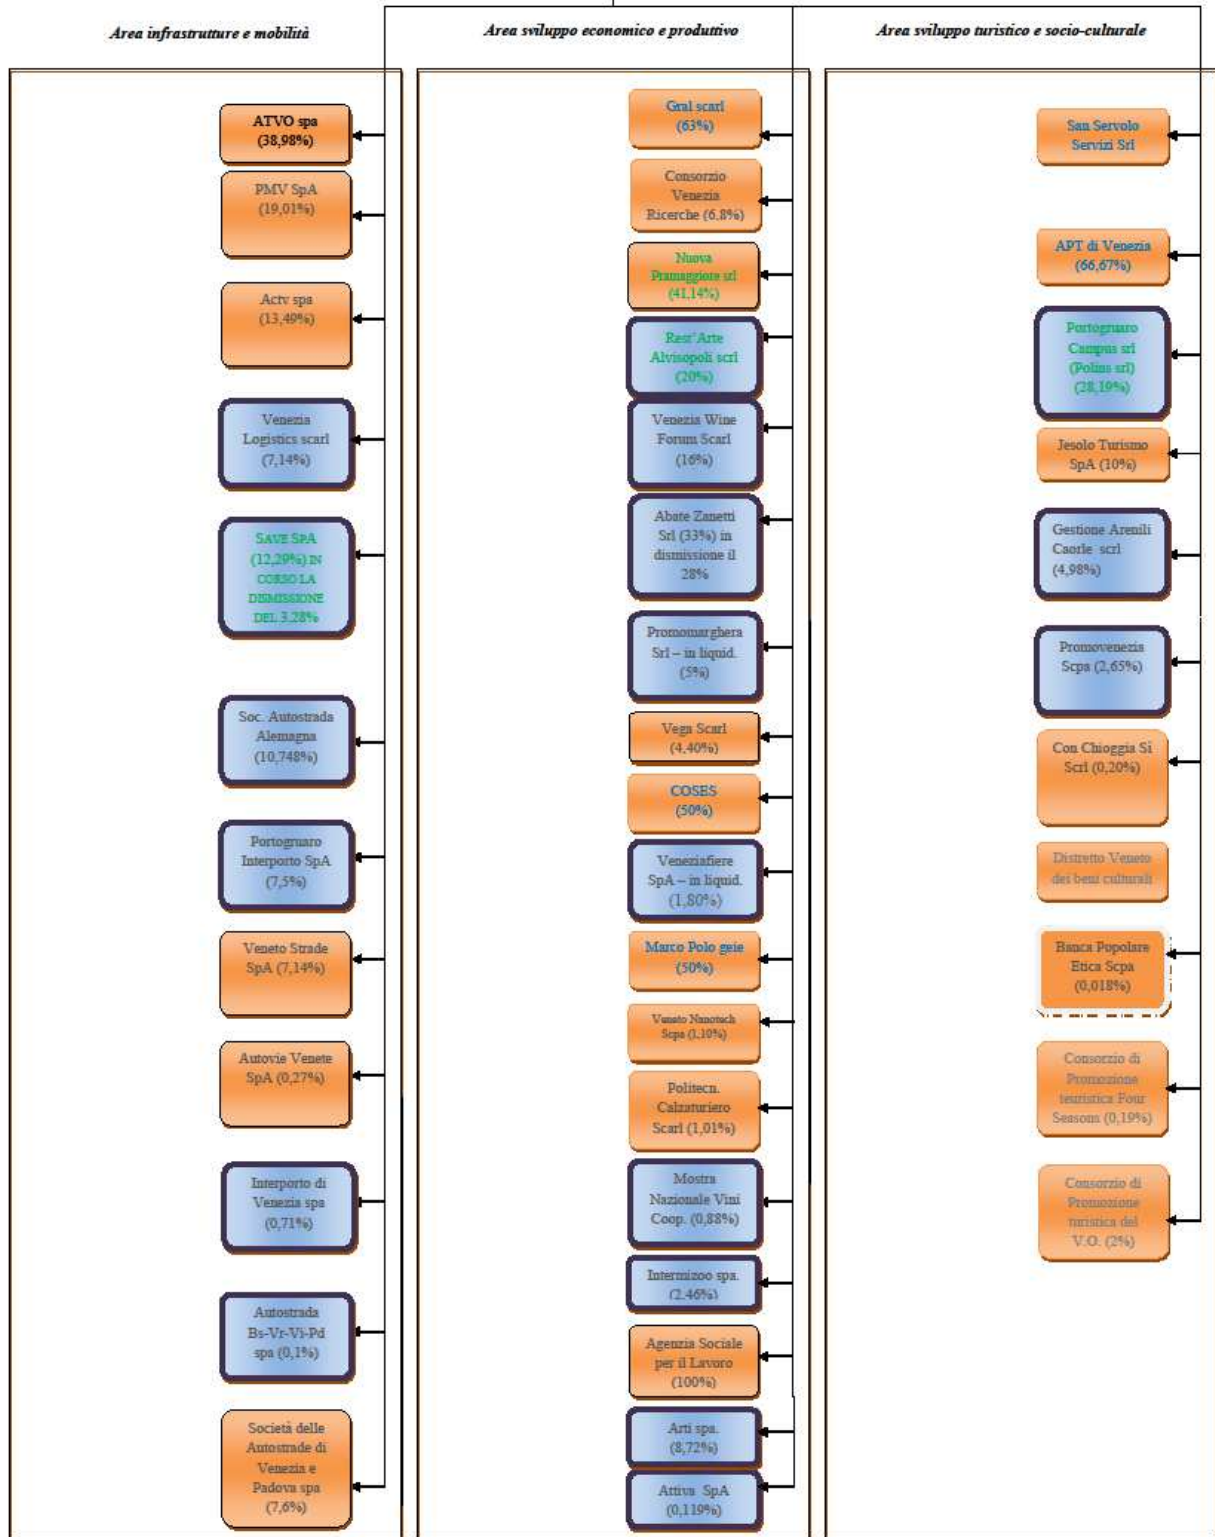 Area infrastrutture e mobilità
ATVO spa
(38,98%)
PMV SpA
(19,01%)
Actv spa
(13,49%)
Venezia
Logistics scarl
(7,14%)
SAVE SPA
(12,29%) IN
CORSO LA
DISMISSIONE
DEL 3.28%
Soc. Autostrada
Alemagna
(10,748%)
Portogruaro
Interporto SpA
(7,5%)
Veneto Strade
SpA (7,14%)
Autovie Venete
SpA (0,27%)
Interporto di
Venezia spa
(0,71%)
Autostrada
Bs-Vr-Vi-Pd
spa (0,1%)
Società delle
Autostrade di
Venezia e
Padova spa
(7,6%)
Area sviluppo economico e produttivo
Gral scarl
(63%)
Consorzio
Venezia
Ricerche (6,8%)
Nuova
Pramaggiore srl
(41,14%)
Rest'Arte
Alvisopoli scrl
(20%)
Venezia Wine
Forum Scarl
(16%)
Abate Zanetti
Srl (33%) in
dismissione il
28%
Promomarghera
Srl – in liquid.
(5%)
Vega Scarl
(4,40%)
COSES
(50%)
Veneziafiere
SpA – in liquid.
(1,80%)
Marco Polo geie
(50%)
Veneto Nanotech
Scpa (1,10%)
Politecn.
Calzaturiero
Scarl (1,01%)
Mostra
Nazionale Vini
Coop. (0,88%)
Intermizoo spa.
(2,46%)
Agenzia Sociale
per il Lavoro
(100%)
Arti spa.
(8,72%)
Attiva SpA
(0,119%)
Area sviluppo turistico e socio-culturale
San Servolo
Servizi Srl
APT di Venezia
(66,67%)
Portogruaro
Campus srl
(Polins srl)
(28,19%)
Jesolo Turismo
SpA (10%)
Gestione Arenili
Caorle scrl
(4,98%)
Promovenezia
Scpa (2,65%)
Con Chioggia Sì
Scrl (0,20%)
Distretto Veneto
dei beni culturali
Banca Popolare
Etica Scpa
(0,018%)
Consorzio di
Promozione
teuristica Four
Seasons (0,19%)
Consorzio di
Promozione
turistica del
V.O. (2%)